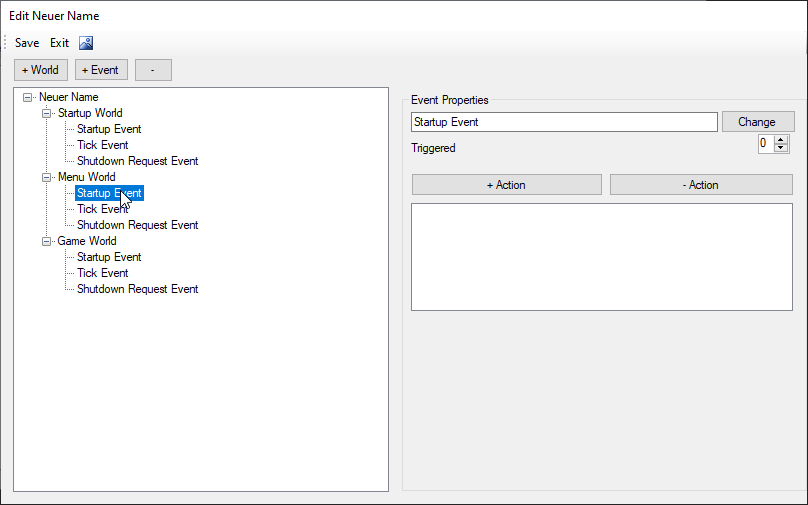 Edit Neuer Name
Save Exit
+ World + Event -
Neuer Name
Startup World
Startup Event
Tick Event
Shutdown Request Event
Menu World
Startup Event
Tick Event
Shutdown Request Event
Game World
Startup Event
Tick Event
Shutdown Request Event
Event Properties
Startup Event Change
Triggered 0
+ Action - Action